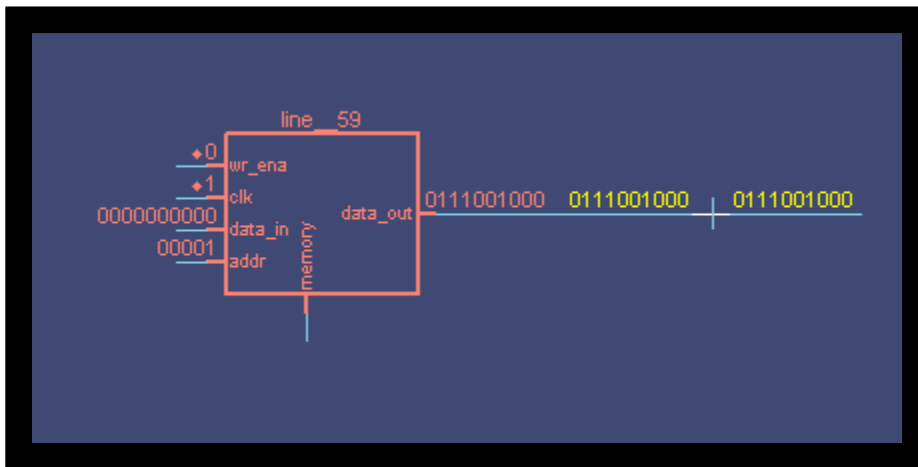 line__59
◆0
wr_ena
◆1
clk
0111001000 0111001000 0111001000
data_out
0000000000
data_in
00001
addr
memory